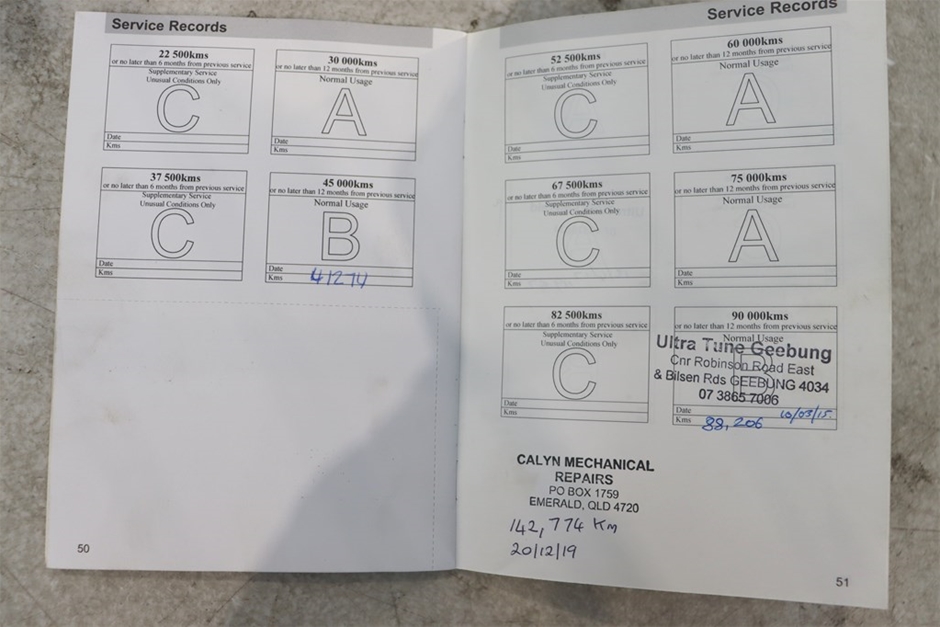 Service Records
22 500kms
or no later than 6 months from previous service
Supplementary Service
Unusual Conditions Only
C
Date
Kms
30 000kms
or no later than 12 months from previous service
Normal Usage
A
Date
Kms
37 500kms
or no later than 6 months from previous service
Supplementary Service
Unusual Conditions Only
C
Date
Kms
45 000kms
or no later than 12 months from previous service
Normal Usage
B
Date
Kms 41274
50
Service Records
52 500kms
or no later than 6 months from previous service
Supplementary Service
Unusual Conditions Only
C
Date
Kms
60 000kms
or no later than 12 months from previous service
Normal Usage
A
Date
Kms
67 500kms
or no later than 6 months from previous service
Supplementary Service
Unusual Conditions Only
C
Date
Kms
75 000kms
or no later than 12 months from previous service
Normal Usage
A
Date
Kms
82 500kms
or no later than 6 months from previous service
Supplementary Service
Unusual Conditions Only
C
Date
Kms
90 000kms
or no later than 12 months from previous service
Normal Usage
B
Ultra Tune Geebung
Cnr Robinson Road East
& Bilsen Rds GEEBUNG 4034
07 3865 7006
Date 10/03/15.
Kms 88,206
CALYN MECHANICAL
REPAIRS
PO BOX 1759
EMERALD, QLD 4720
142,774 Km
20/12/19
51